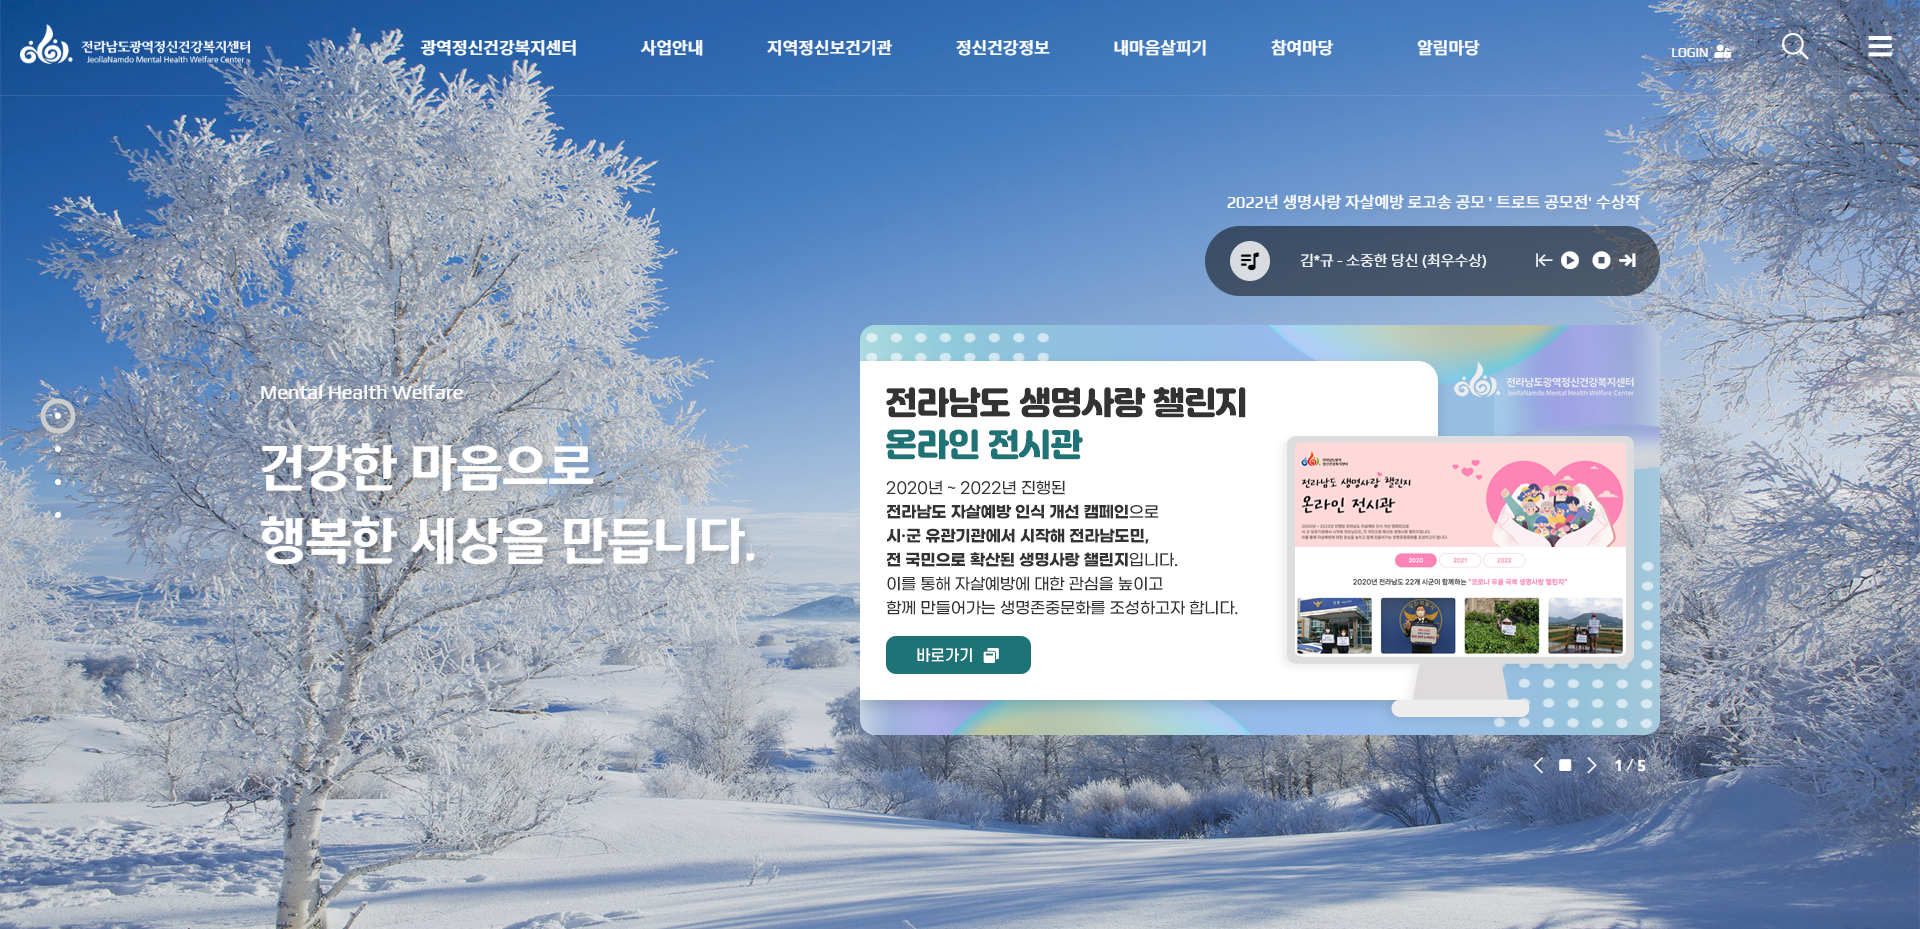 전라남도광역정신건강복지센터
JeollaNamdo Mental Health Welfare Center
광역정신건강복지센터
사업안내
지역정신보건기관
정신건강정보
내마음살피기
참여마당
알림마당
LOGIN
2022년 생명사랑 자살예방 로고송 공모 ' 트로트 공모전' 수상작
김*규 - 소중한 당신 (최우수상)
Mental Health Welfare
건강한 마음으로
행복한 세상을 만듭니다.
전라남도 생명사랑 챌린지
온라인 전시관
2020년 ~ 2022년 진행된
전라남도 자살예방 인식 개선 캠페인으로
시·군 유관기관에서 시작해 전라남도민,
전 국민으로 확산된 생명사랑 챌린지입니다.
이를 통해 자살예방에 대한 관심을 높이고
함께 만들어가는 생명존중문화를 조성하고자 합니다.
바로가기
전라남도광역정신건강복지센터
JeollaNamdo Mental Health Welfare Center
전라남도광역
정신건강복지센터
전라남도 생명사랑 챌린지
온라인 전시관
2020
2021
2022
2020년 전라남도 22개 시군이 함께하는 "코로나 우울 극복 생명사랑 챌린지"
1 / 5